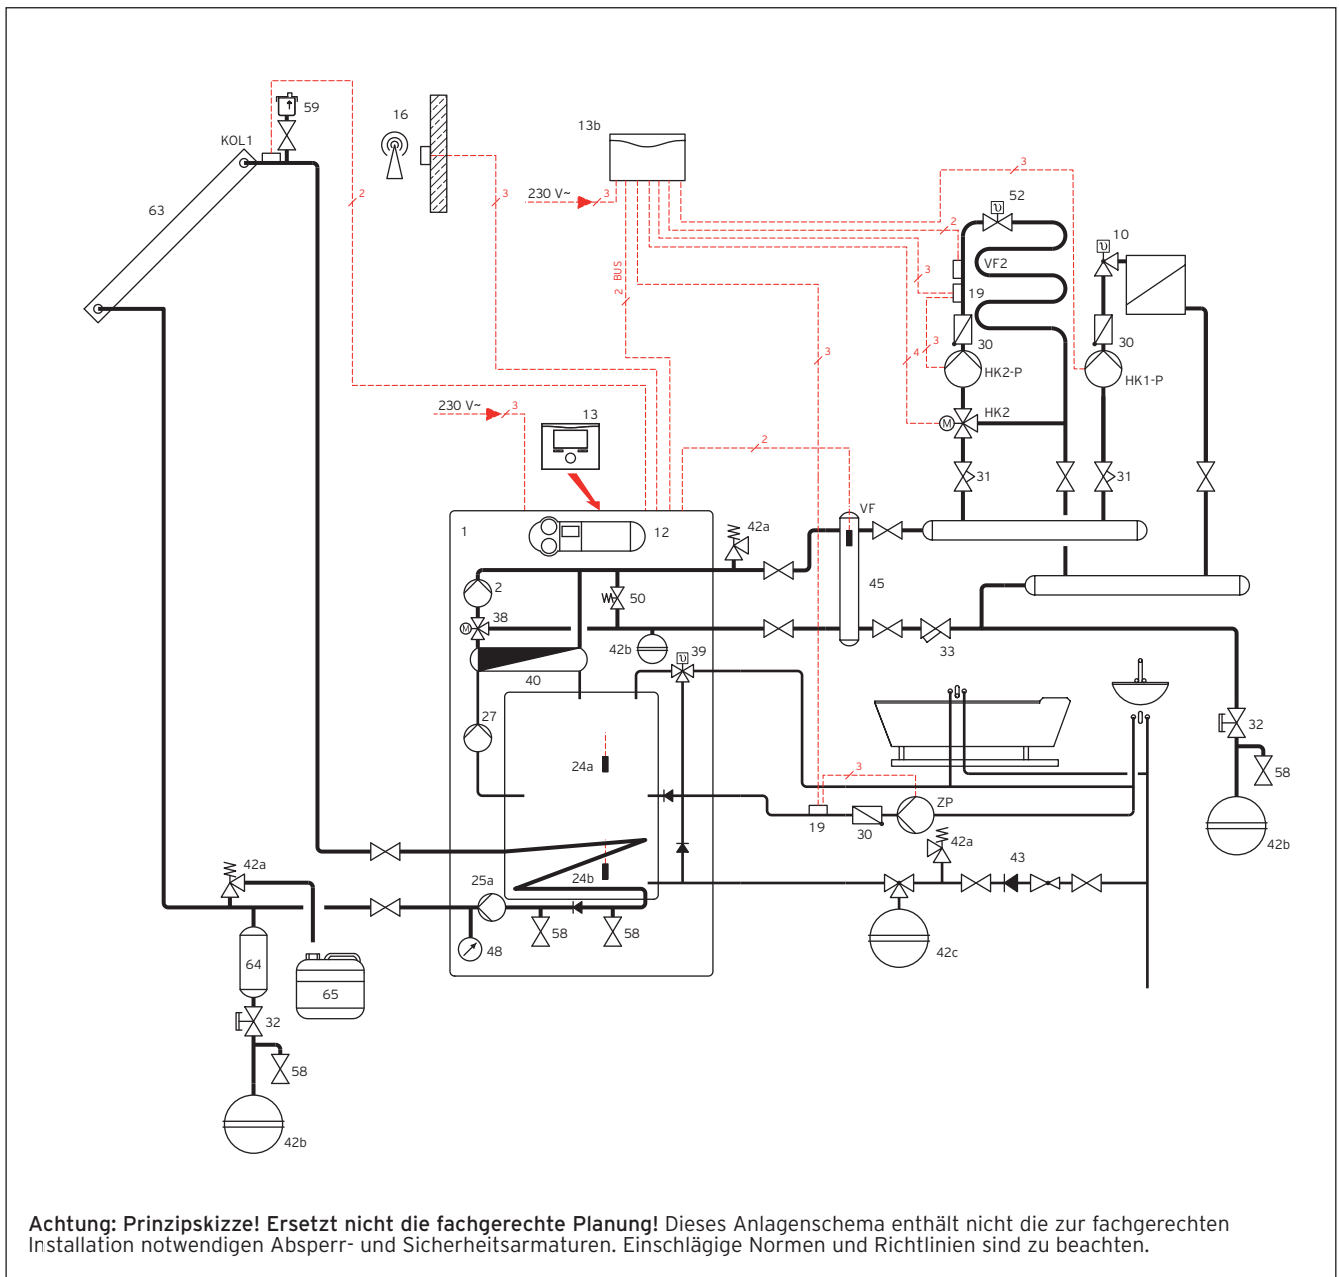 59
16
13b
KOL1
2
3
230 V~
3
3
52
2
10
63
VF2
3
2 BUS
19
30
30
3
3
4
HK2-P
HK1-P
230 V~
3
13
HK2
M
2
31
31
1
12
42a
VF
2
50
45
38
M
42b
39
33
40
27
32
24a
58
3
ZP
19
30
42a
43
42b
42a
24b
25a
58
58
48
42c
64
65
32
58
42b
Achtung: Prinzipskizze! Ersetzt nicht die fachgerechte Planung! Dieses Anlagenschema enthält nicht die zur fachgerechten
Installation notwendigen Absperr- und Sicherheitsarmaturen. Einschlägige Normen und Richtlinien sind zu beachten.